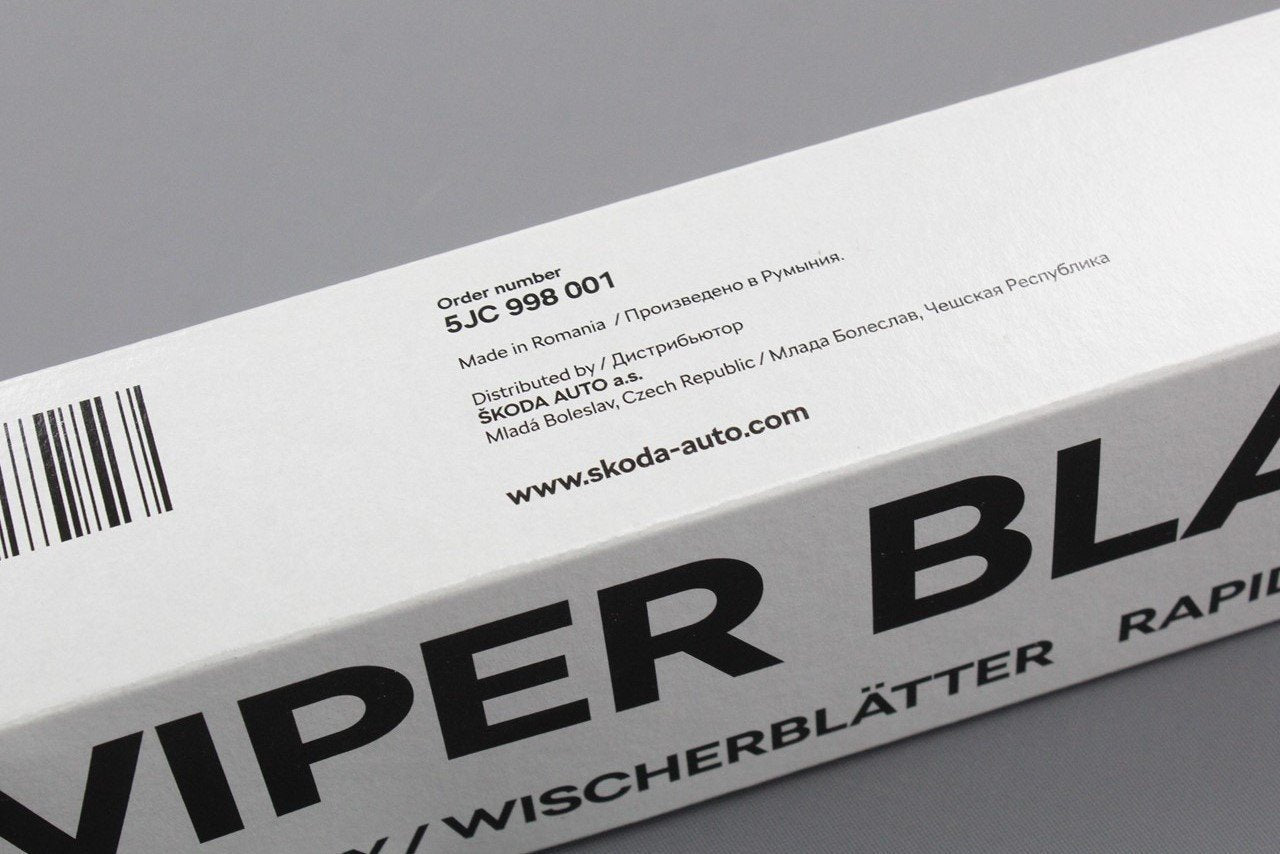 Order number
5JC 998 001
Made in Romania / Произведено в Румыния.
Distributed by / Дистрибьютор
ŠKODA AUTO a.s.
Mladá Boleslav, Czech Republic / Млада Болеслав, Чешская Республика
www.skoda-auto.com
VIPER BLA
Y / WISCHERBLÄTTER RAPID